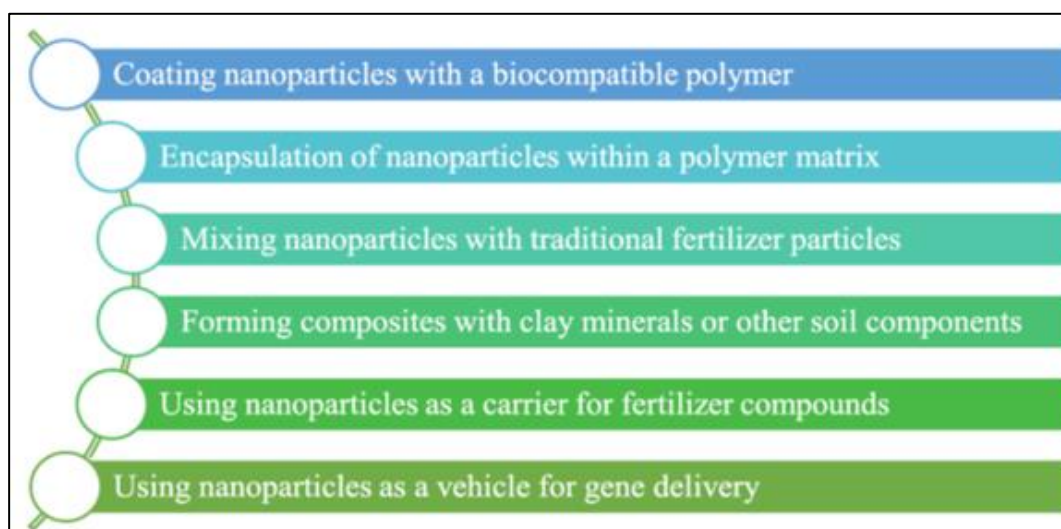 Coating nanoparticles with a biocompatible polymer
Encapsulation of nanoparticles within a polymer matrix
Mixing nanoparticles with traditional fertilizer particles
Forming composites with clay minerals or other soil components
Using nanoparticles as a carrier for fertilizer compounds
Using nanoparticles as a vehicle for gene delivery